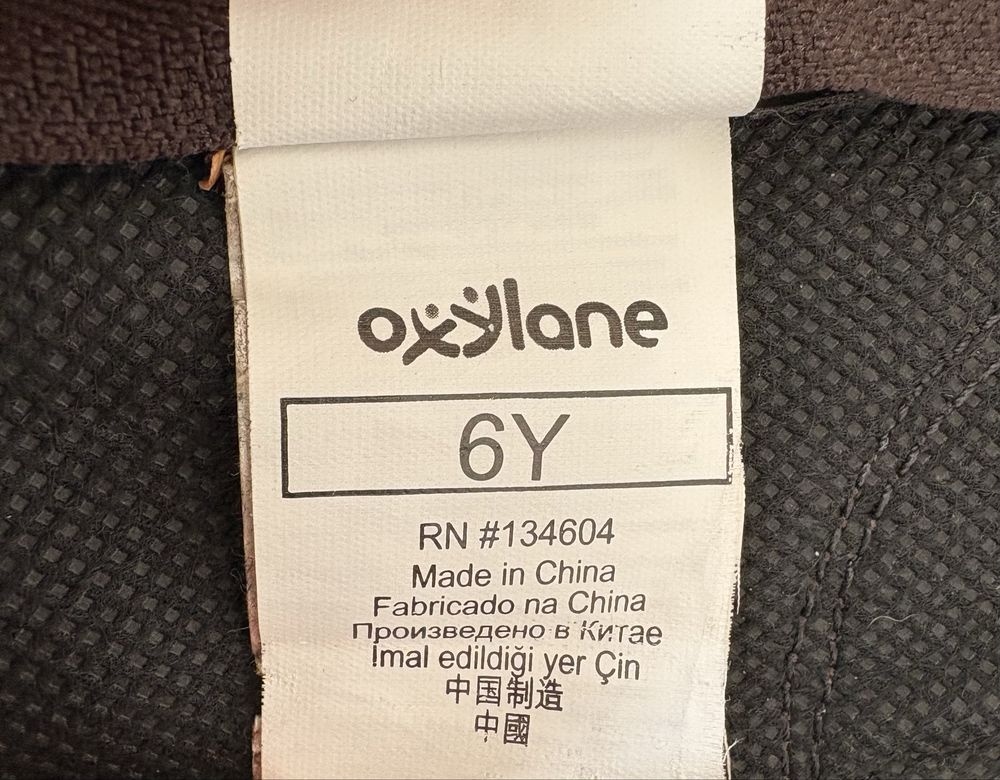 oxylane
6Y
RN #134604
Made in China
Fabricado na China
Произведено в Китае
İmal edildiği yer Çin
中国制造
中國